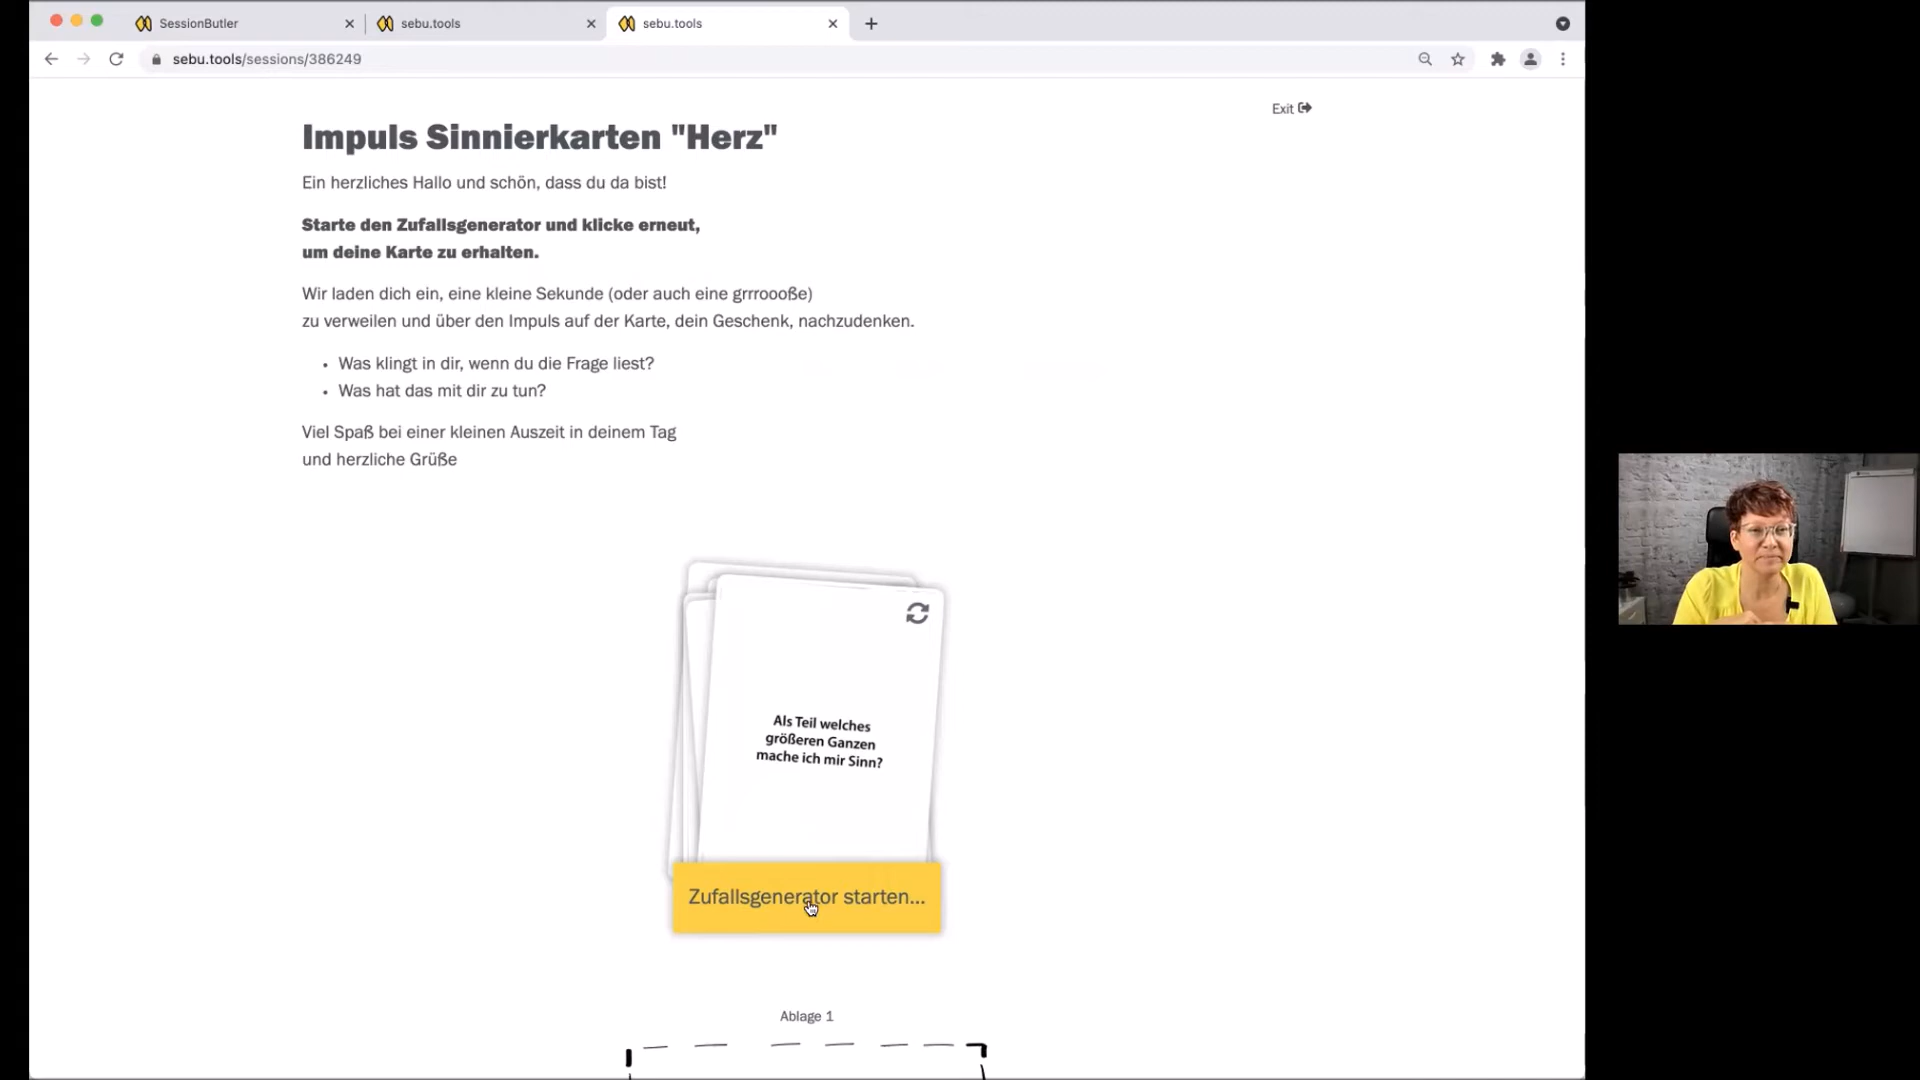 SessionButler
sebu.tools
sebu.tools
sebu.tools/sessions/386249
Exit
Impuls Sinnierkarten "Herz"
Ein herzliches Hallo und schön, dass du da bist!
Starte den Zufallsgenerator und klicke erneut,
um deine Karte zu erhalten.
Wir laden dich ein, eine kleine Sekunde (oder auch eine grrroooße)
zu verweilen und über den Impuls auf der Karte, dein Geschenk, nachzudenken.
• Was klingt in dir, wenn du die Frage liest?
• Was hat das mit dir zu tun?
Viel Spaß bei einer kleinen Auszeit in deinem Tag
und herzliche Grüße
Als Teil welches
größeren Ganzen
mache ich mir Sinn?
Zufallsgenerator starten...
Ablage 1